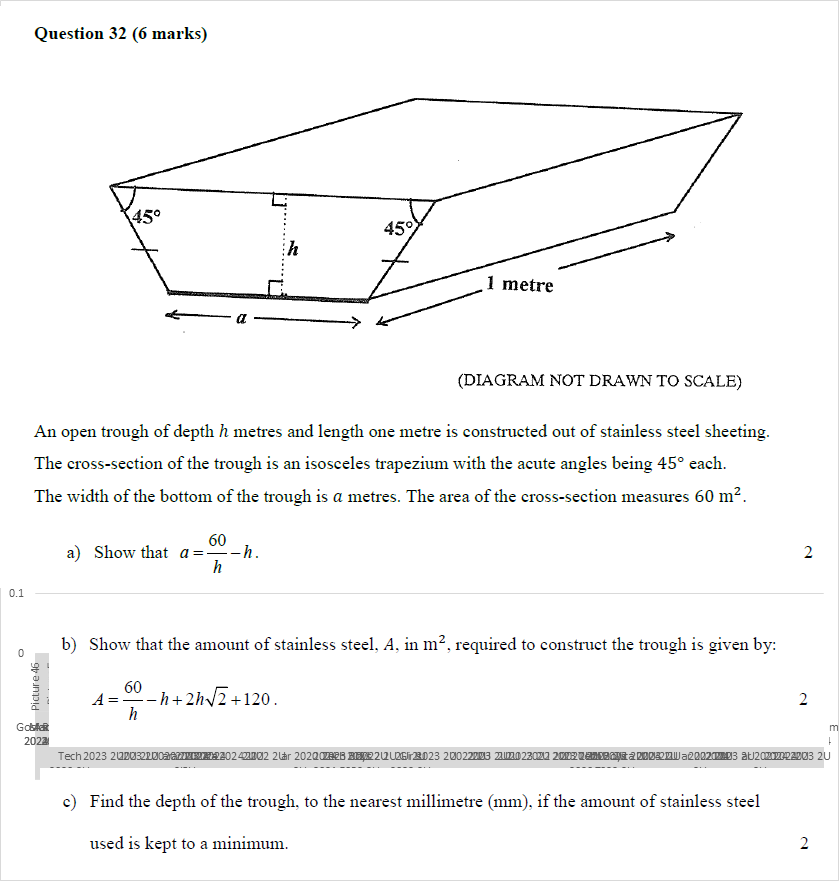 Question 32 (6 marks)
45°
45°
h
1 metre
a
(DIAGRAM NOT DRAWN TO SCALE)
An open trough of depth h metres and length one metre is constructed out of stainless steel sheeting.
The cross-section of the trough is an isosceles trapezium with the acute angles being 45° each.
The width of the bottom of the trough is a metres. The area of the cross-section measures 60 m².
a) Show that a = 60/h − h. 2
0.1
b) Show that the amount of stainless steel, A, in m², required to construct the trough is given by:
0
Picture 46
A = 60/h − h + 2h√2 + 120. 2
Tech 2023
c) Find the depth of the trough, to the nearest millimetre (mm), if the amount of stainless steel
used is kept to a minimum. 2